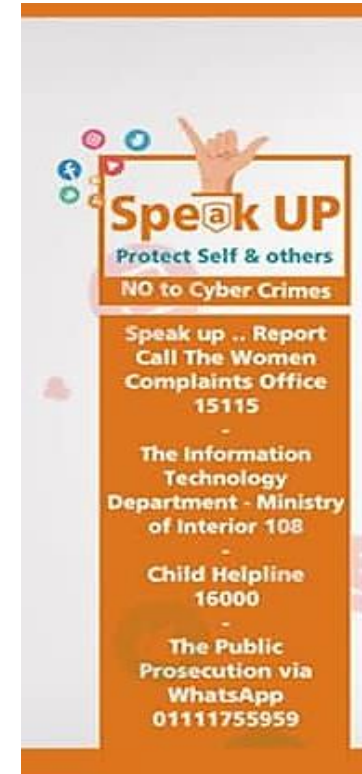 Speak UP
Protect Self & others
NO to Cyber Crimes
Speak up .. Report
Call The Women
Complaints Office
15115
-
The Information
Technology
Department - Ministry
of Interior 108
-
Child Helpline
16000
-
The Public
Prosecution via
WhatsApp
01111755959